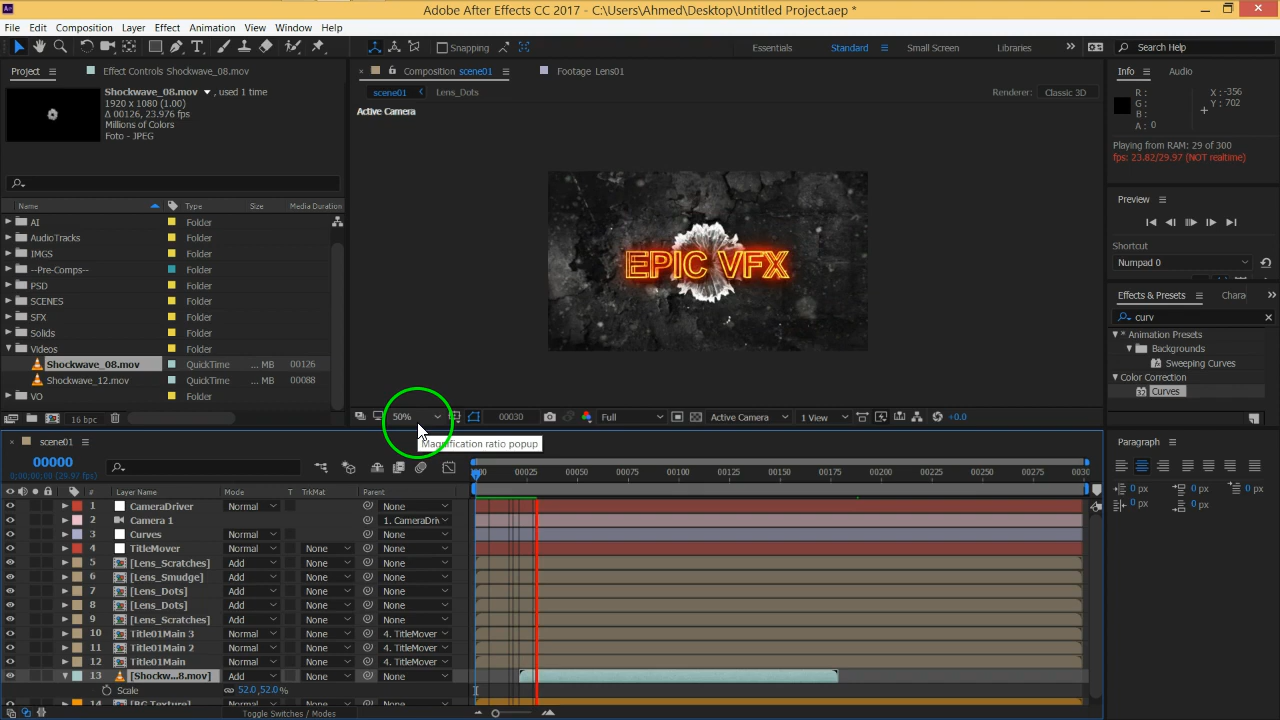 Adobe After Effects CC 2017 - C:\Users\Ahmed\Desktop\Untitled Project.aep *
File Edit Composition Layer Effect Animation View Window Help
Snapping Essentials Standard Small Screen Libraries Search Help
Project Effect Controls Shockwave_08.mov
Composition scene01 Footage Lens01
Info Audio
Shockwave_08.mov , used 1 time
1920 x 1080 (1.00)
Δ 00126, 23.976 fps
Millions of Colors
Foto - JPEG
scene01 Lens_Dots Renderer: Classic 3D
Active Camera
R : X : -356
G : Y : 702
B :
A : 0
Playing from RAM: 29 of 300
fps: 23.82/29.97 (NOT realtime)
Preview
Shortcut
Numpad 0
Effects & Presets Chara
curv
* Animation Presets
Backgrounds
Sweeping Curves
Color Correction
Curves
Name Type Size Media Duration
AI Folder
AudioTracks Folder
IMGS Folder
--Pre-Comps-- Folder
PSD Folder
SCENES Folder
SFX Folder
Solids Folder
Videos Folder
Shockwave_08.mov QuickTime ... MB 00126
Shockwave_12.mov QuickTime ... MB 00088
VO Folder
16 bpc
EPIC VFX
50% 00030 Full Active Camera 1 View +0.0
Magnification ratio popup
scene01
00000
0;00;00;00 (29.97 fps)
00025 00050 00075 00100 00125 00150 00175 00200 00225 00250 00275
# Layer Name Mode T TrkMat Parent
1 CameraDriver Normal None
2 Camera 1 1. CameraDriv
3 Curves Normal None
4 TitleMover Normal None None
5 [Lens_Scratches] Add None None
6 [Lens_Smudge] Add None None
7 [Lens_Dots] Add None None
8 [Lens_Dots] Add None None
9 [Lens_Scratches] Add None None
10 Title01Main 3 Normal None 4. TitleMover
11 Title01Main 2 Normal None 4. TitleMover
12 Title01Main Add None 4. TitleMover
13 [Shockw...8.mov] Add None None
Scale 52.0,52.0%
14 [BG Texture] Normal None None
Toggle Switches / Modes
Paragraph
0 px 0 px 0 px
0 px 0 px